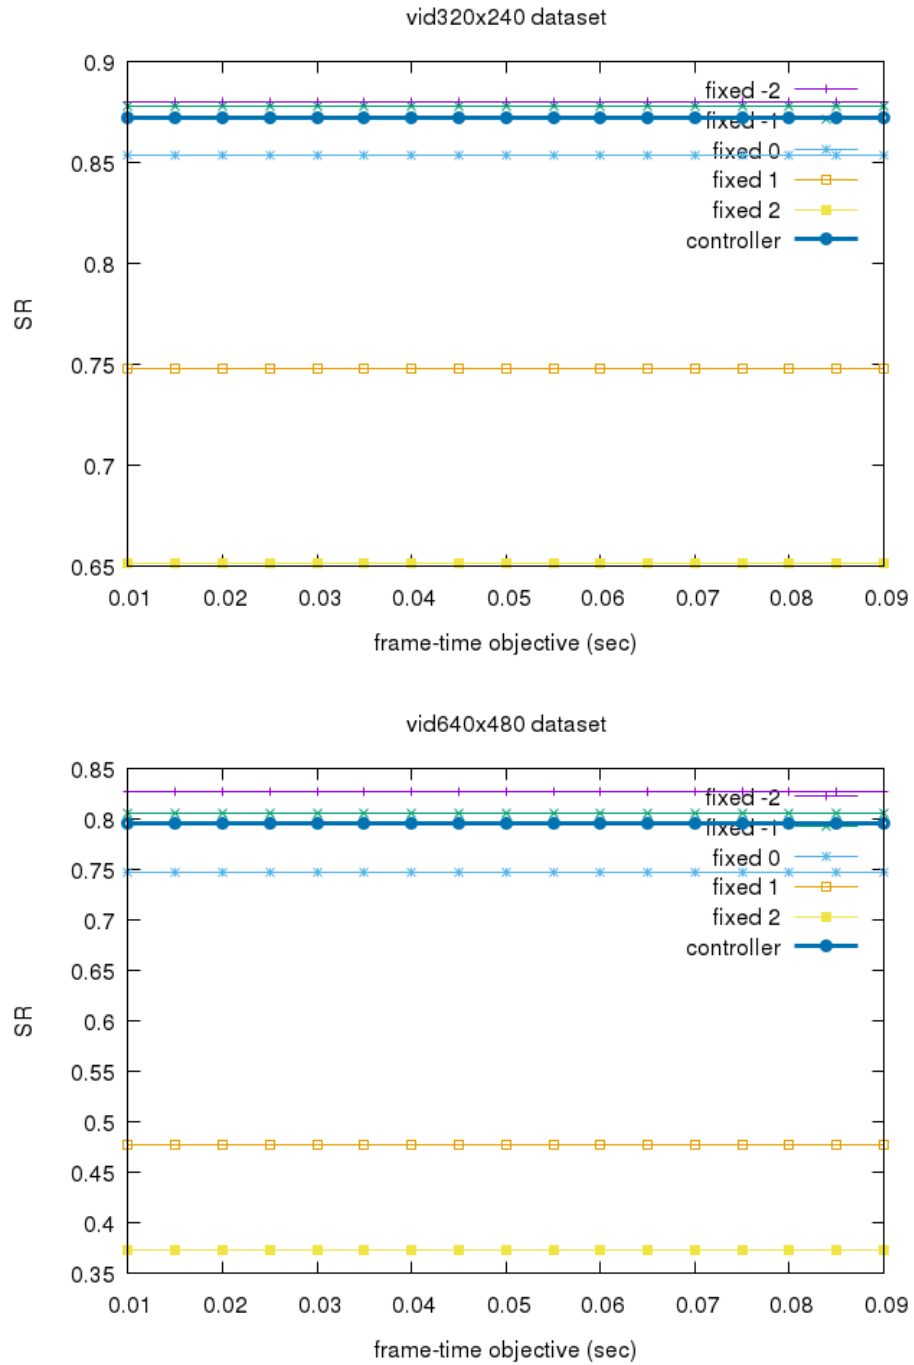 vid320x240 dataset
0.9
0.85
0.8
0.75
0.7
0.65
SR
fixed -2
fixed -1
fixed 0
fixed 1
fixed 2
controller
0.01 0.02 0.03 0.04 0.05 0.06 0.07 0.08 0.09
frame-time objective (sec)
vid640x480 dataset
0.85
0.8
0.75
0.7
0.65
0.6
0.55
0.5
0.45
0.4
0.35
SR
fixed -2
fixed -1
fixed 0
fixed 1
fixed 2
controller
0.01 0.02 0.03 0.04 0.05 0.06 0.07 0.08 0.09
frame-time objective (sec)